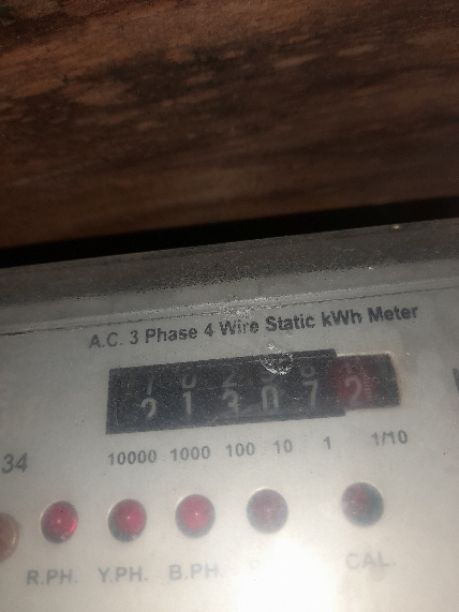 A.C. 3 Phase 4 Wire Static kWh Meter
2 1 3 0 7 2
10000 1000 100 10 1 1/10
34
R.PH. Y.PH. B.PH. CAL.